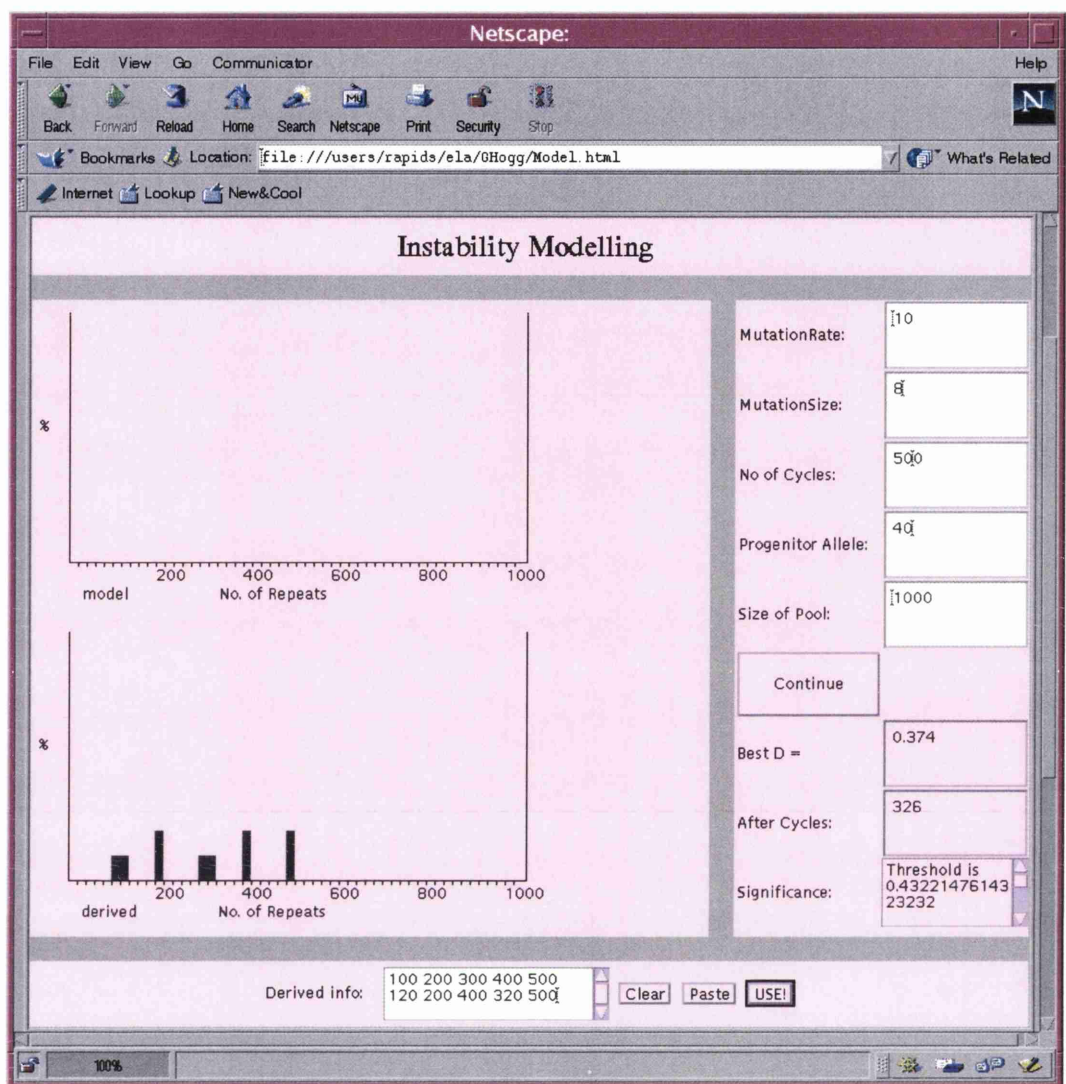 Netscape:
File Edit View Go Communicator Help
Back Forward Reload Home Search Netscape Print Security Stop
My
N
Bookmarks Location: file:///users/rapids/ela/GHogg/Model.html What's Related
Internet Lookup New&Cool
Instability Modelling
%
200 400 600 800 1000
model No. of Repeats
%
200 400 600 800 1000
derived No. of Repeats
MutationRate: 10
MutationSize: 8
No of Cycles: 500
Progenitor Allele: 40
Size of Pool: 1000
Continue
Best D = 0.374
After Cycles: 326
Significance: Threshold is
0.43221476143
23232
Derived info: 100 200 300 400 500
120 200 400 320 500
Clear Paste USE!
100%